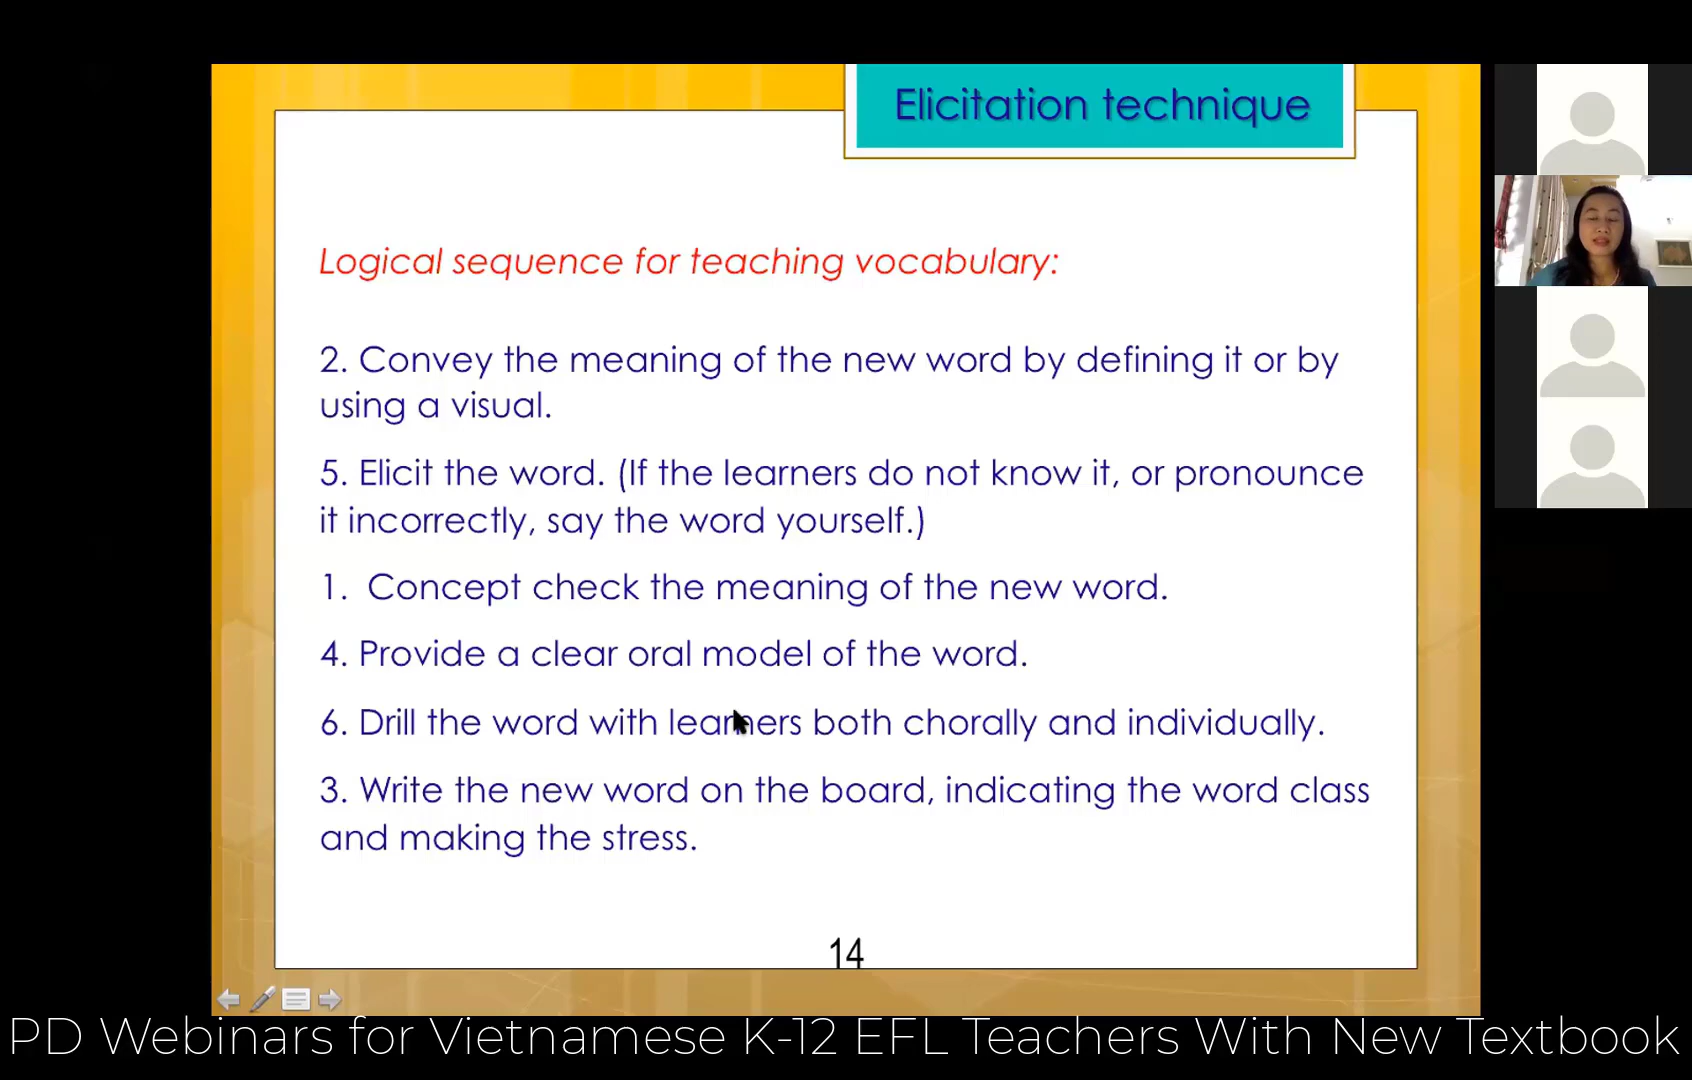 Elicitation technique
Logical sequence for teaching vocabulary:
2. Convey the meaning of the new word by defining it or by
using a visual.
5. Elicit the word. (If the learners do not know it, or pronounce
it incorrectly, say the word yourself.)
1. Concept check the meaning of the new word.
4. Provide a clear oral model of the word.
6. Drill the word with learners both chorally and individually.
3. Write the new word on the board, indicating the word class
and making the stress.
14
PD Webinars for Vietnamese K-12 EFL Teachers With New Textbook